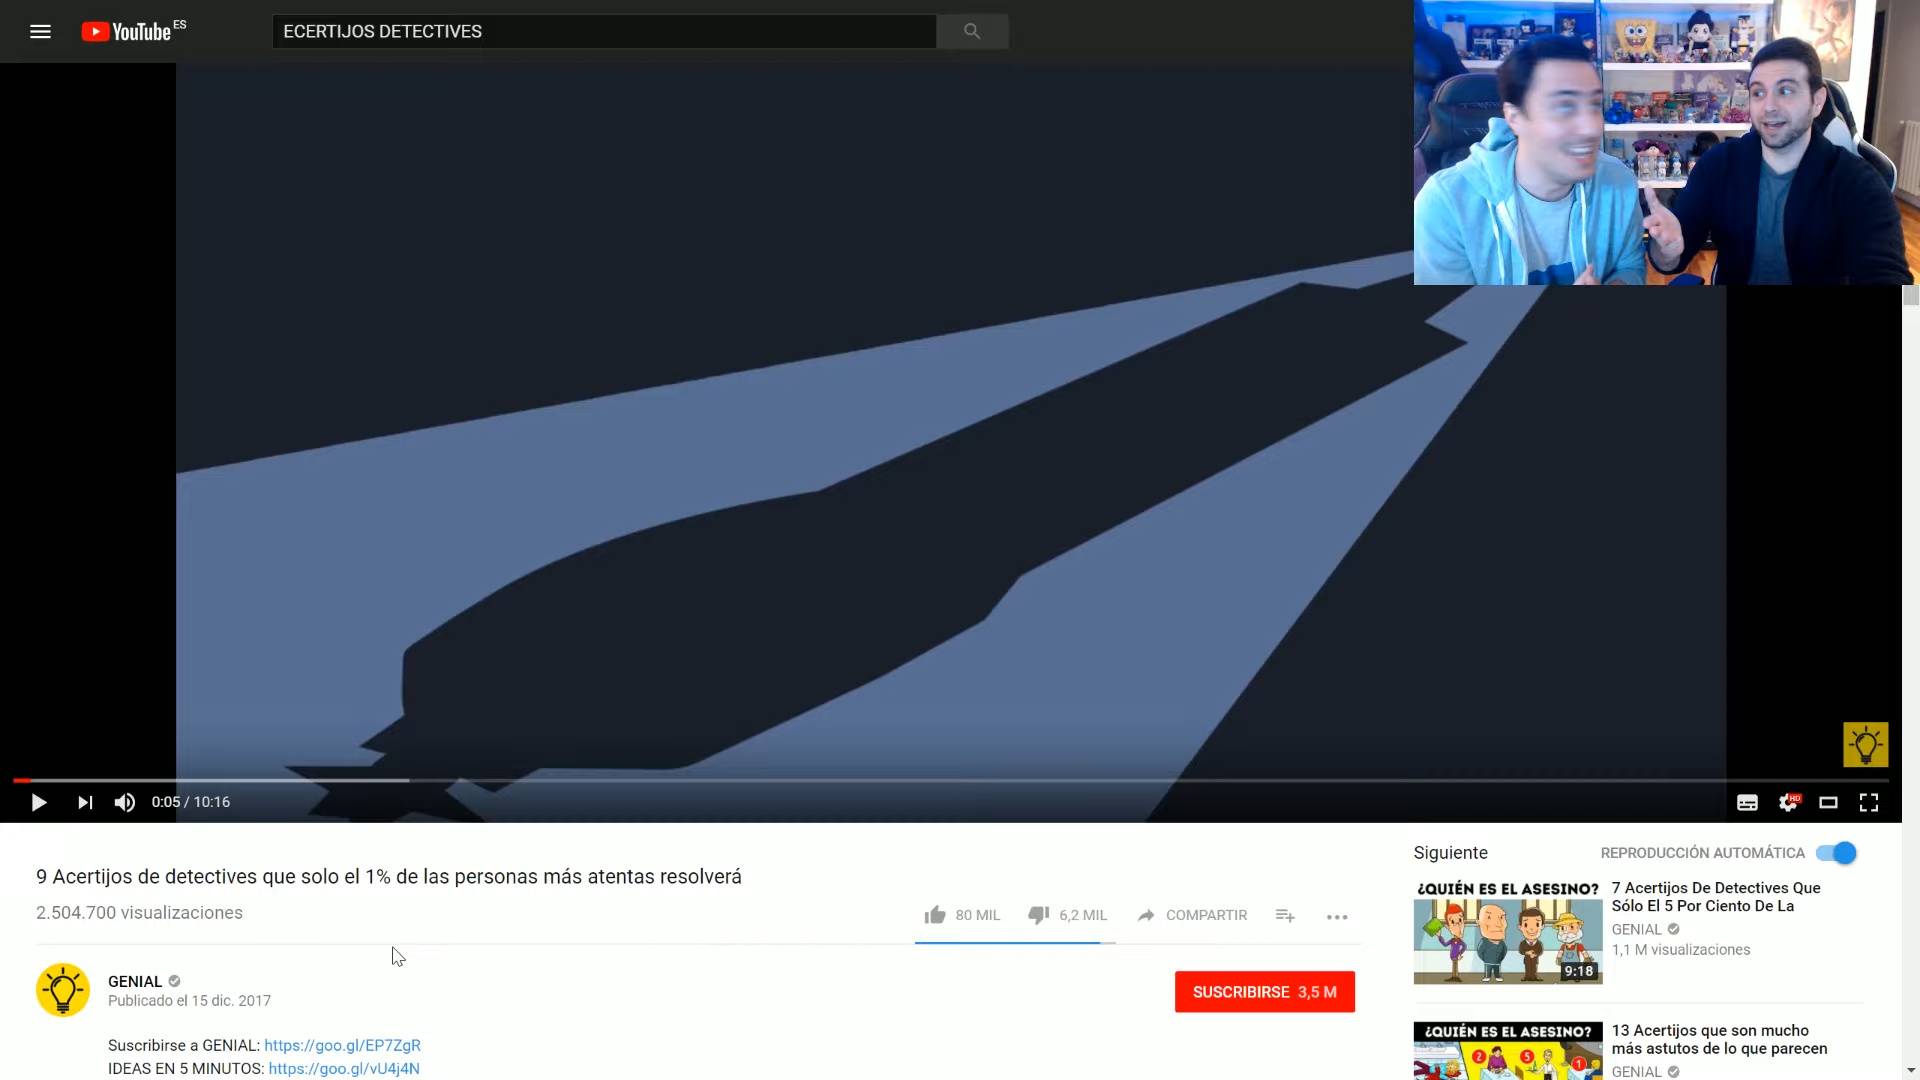 YouTube ES
ECERTIJOS DETECTIVES
0:05 / 10:16
HD
9 Acertijos de detectives que solo el 1% de las personas más atentas resolverá
2.504.700 visualizaciones
80 MIL
6,2 MIL
COMPARTIR
GENIAL
Publicado el 15 dic. 2017
SUSCRIBIRSE 3,5 M
Suscribirse a GENIAL: https://goo.gl/EP7ZgR
IDEAS EN 5 MINUTOS: https://goo.gl/vU4j4N
Siguiente
REPRODUCCIÓN AUTOMÁTICA
¿QUIÉN ES EL ASESINO?
9:18
7 Acertijos De Detectives Que
Sólo El 5 Por Ciento De La
GENIAL
1,1 M visualizaciones
¿QUIÉN ES EL ASESINO?
2
5
1
13 Acertijos que son mucho
más astutos de lo que parecen
GENIAL